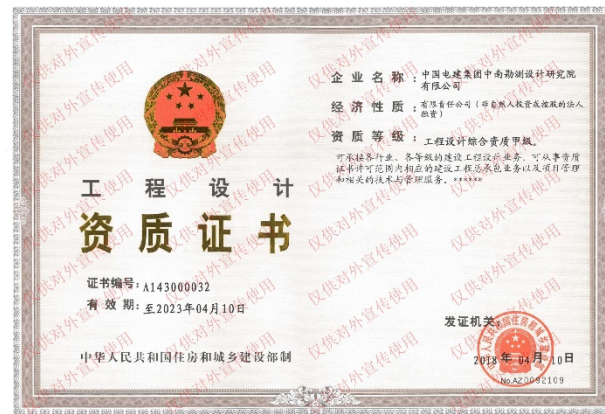 工程设计
资质证书
证书编号:A143000032
有效期:至2023年04月10日
中华人民共和国住房和城乡建设部制
企业名称:中国电建集团中南勘测设计研究院
有限公司
经济性质:有限责任公司(非自然人投资或控股的法人
独资)
资质等级:工程设计综合资质甲级。
可承接各行业、各等级的建设工程设计业务。可从事资质
证书许可范围内相应的建设工程总承包业务以及项目管理
和相关的技术与管理服务。******
发证机关:
2018年04月10日
No.AZ0092109
仅供对外宣传使用